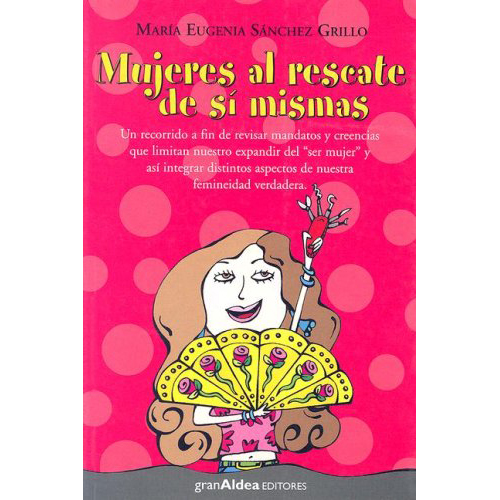 MARÍA EUGENIA SÁNCHEZ GRILLO
Mujeres al rescate
de sí mismas
Un recorrido a fin de revisar mandatos y creencias
que limitan nuestro expandir del "ser mujer" y
así integrar distintos aspectos de nuestra
femineidad verdadera.
granAldea EDITORES